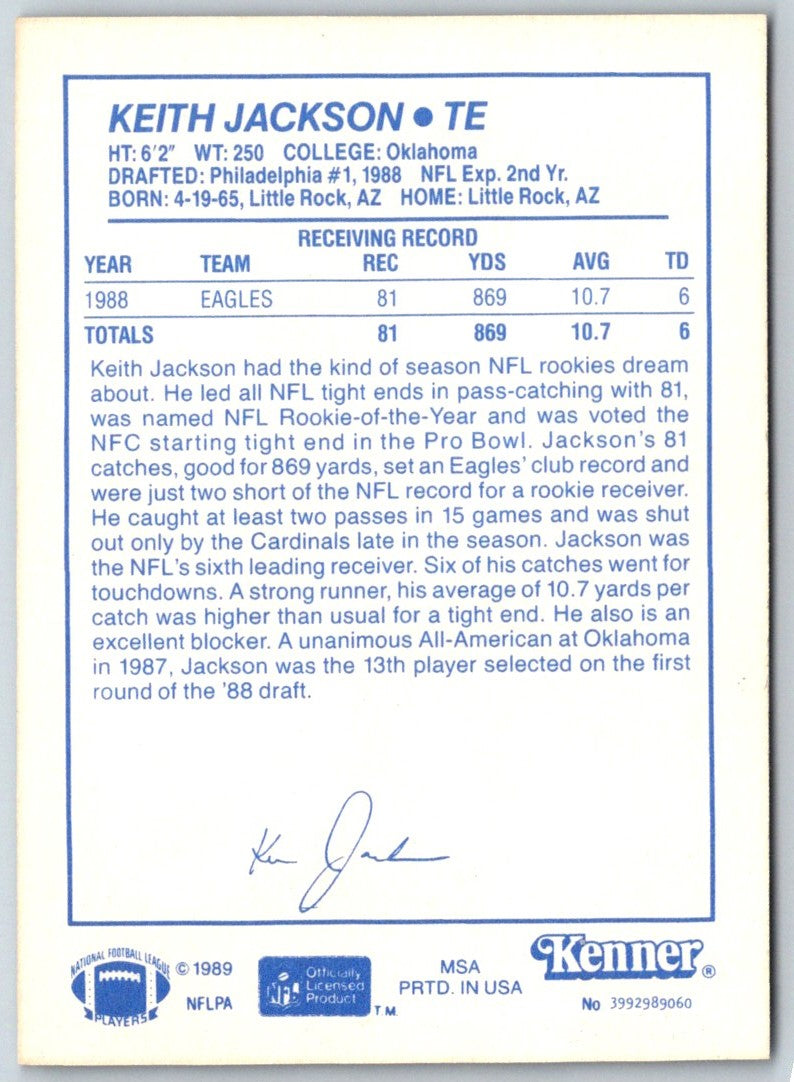 KEITH JACKSON • TE
HT: 6'2" WT: 250 COLLEGE: Oklahoma
DRAFTED: Philadelphia #1, 1988 NFL Exp. 2nd Yr.
BORN: 4-19-65, Little Rock, AZ HOME: Little Rock, AZ
RECEIVING RECORD
YEAR TEAM REC YDS AVG TD
1988 EAGLES 81 869 10.7 6
TOTALS 81 869 10.7 6
Keith Jackson had the kind of season NFL rookies dream
about. He led all NFL tight ends in pass-catching with 81,
was named NFL Rookie-of-the-Year and was voted the
NFC starting tight end in the Pro Bowl. Jackson's 81
catches, good for 869 yards, set an Eagles' club record and
were just two short of the NFL record for a rookie receiver.
He caught at least two passes in 15 games and was shut
out only by the Cardinals late in the season. Jackson was
the NFL's sixth leading receiver. Six of his catches went for
touchdowns. A strong runner, his average of 10.7 yards per
catch was higher than usual for a tight end. He also is an
excellent blocker. A unanimous All-American at Oklahoma
in 1987, Jackson was the 13th player selected on the first
round of the '88 draft.
NATIONAL FOOTBALL LEAGUE
PLAYERS
© 1989
NFLPA
NFL
Officially
Licensed
Product
T.M.
MSA
PRTD. IN USA
Kenner®
No 3992989060